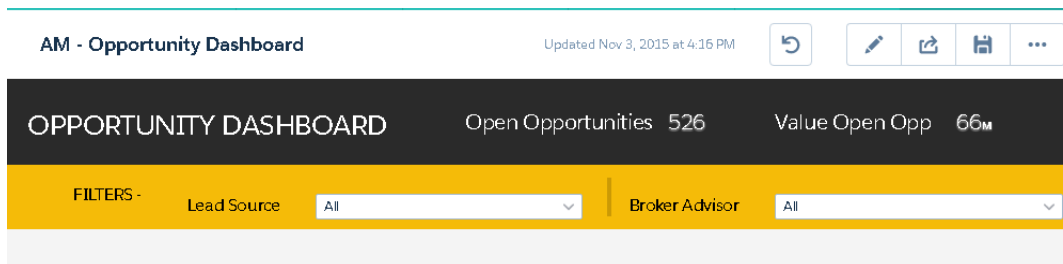 AM - Opportunity Dashboard Updated Nov 3, 2015 at 4:16 PM
OPPORTUNITY DASHBOARD Open Opportunities 526 Value Open Opp 66M
FILTERS - Lead Source All Broker Advisor All